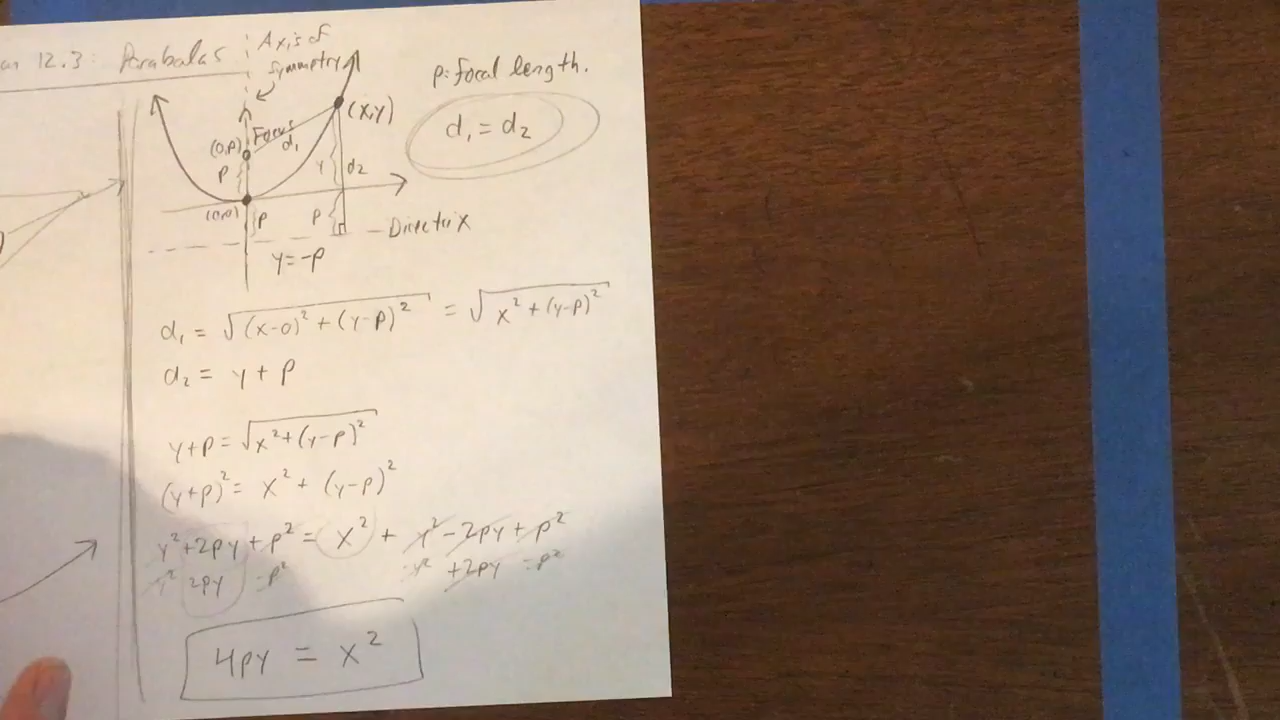 12.3: Parabolas
Axis of
Symmetry
p: focal length.
(x,y)
d₁ = d₂
Focus
(0,p)
d₁
p
y
d₂
(0,0)
p
p
Directrix
y=-p
d₁ = √(x-0)² + (y-p)² = √x² + (y-p)²
d₂ = y + p
y+p = √x²+(y-p)²
(y+p)² = x² + (y-p)²
y²+2py+p² = x² + y²-2py+p²
-y² 2py -p² -y² +2py -p²
4py = x²